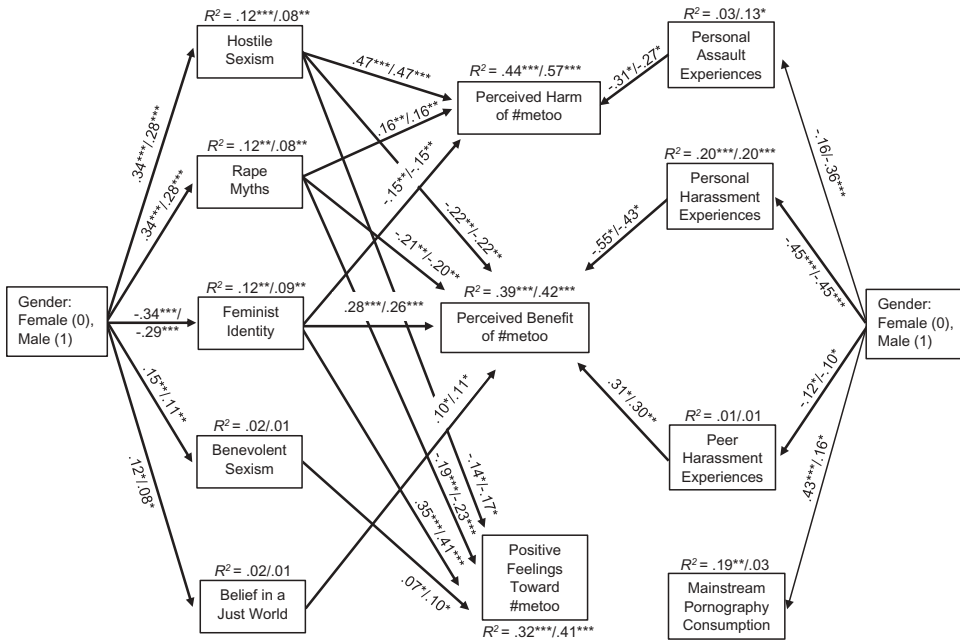 R² = .12***/.08**
Hostile
Sexism
.34***/.28***
R² = .12**/.08**
Rape
Myths
.34***/.28***
Gender:
Female (0),
Male (1)
R² = .12**/.09**
Feminist
Identity
-.34***/
-.29***
.15**/.11**
R² = .02/.01
Benevolent
Sexism
.12*/.08*
R² = .02/.01
Belief in a
Just World
.47***/.47***
.16**/.16**
-.15**/-.15**
-.22**/-.22**
-.21**/-.20**
.28***/.26***
.10*/.11*
-.14*/-.17*
-.19***/-.23***
.35***/.41***
.07*/.10*
R² = .44***/.57***
Perceived Harm
of #metoo
R² = .39***/.42***
Perceived Benefit
of #metoo
Positive
Feelings
Toward
#metoo
R² = .32***/.41***
-.31*/-.27*
-.55*/-.43*
.31*/.30**
R² = .03/.13*
Personal
Assault
Experiences
R² = .20***/.20***
Personal
Harassment
Experiences
R² = .01/.01
Peer
Harassment
Experiences
R² = .19**/.03
Mainstream
Pornography
Consumption
-.16/-.36***
-.45***/-.45***
-.12*/-.10*
.43***/.16*
Gender:
Female (0),
Male (1)